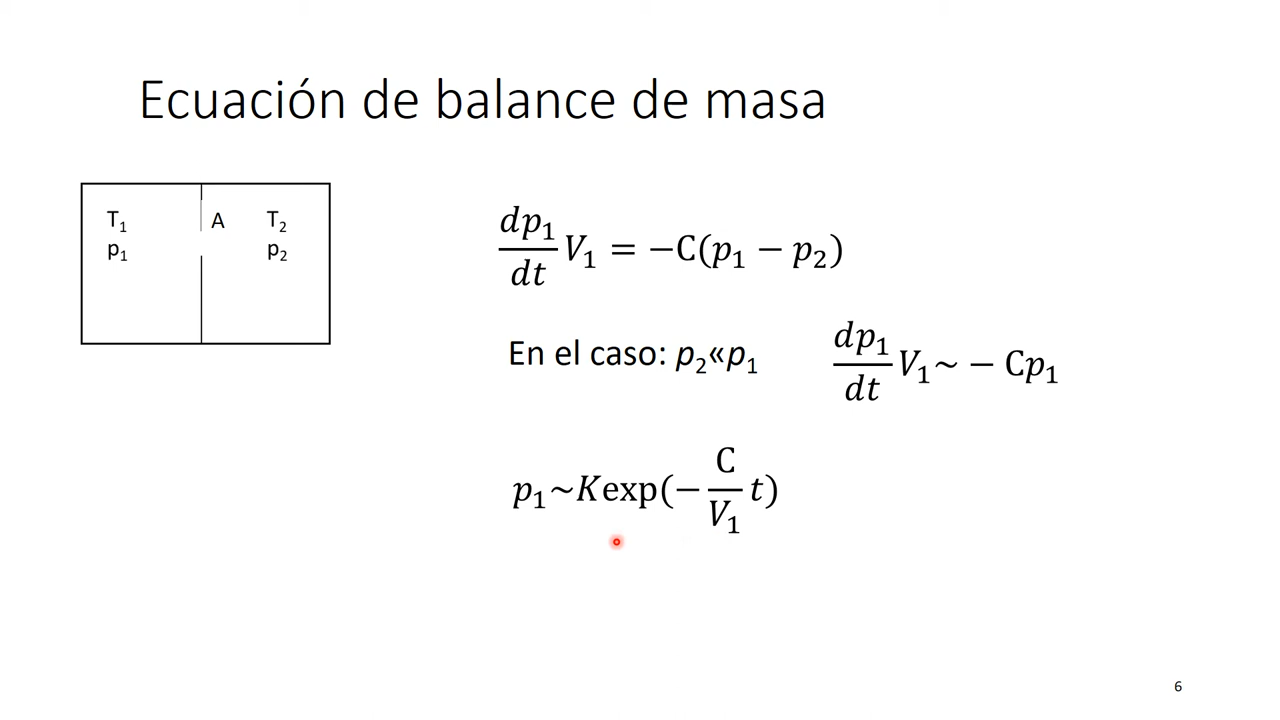 Ecuación de balance de masa
T₁ A T₂
p₁ p₂
dp₁/dt V₁ = −C(p₁ − p₂)
En el caso: p₂«p₁ dp₁/dt V₁~ − Cp₁
p₁~Kexp(−C/V₁ t)
6